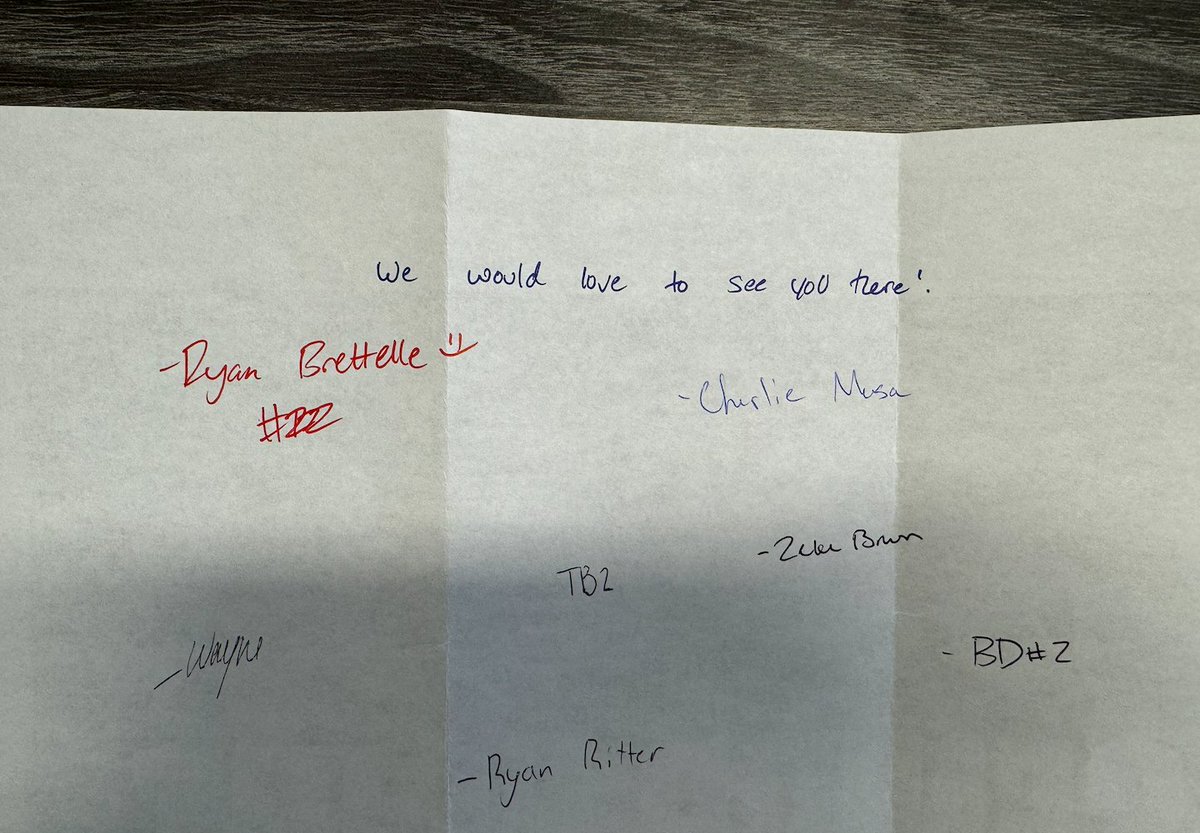 We would love to see you there!
-Ryan Brettelle :)
#22
-Charlie Musa
-Zeke Brown
TB2
-Wayne
- BD#2
-Ryan Ritter